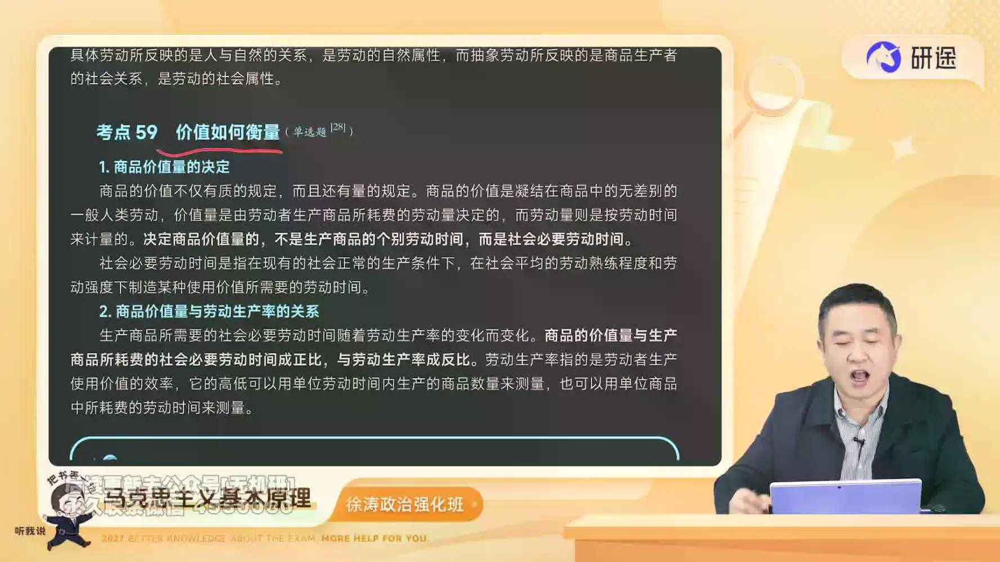 具体劳动所反映的是人与自然的关系，是劳动的自然属性，而抽象劳动所反映的是商品生产者
的社会关系，是劳动的社会属性。
研途
考点 59 价值如何衡量（单选题[28]）
1. 商品价值量的决定
商品的价值不仅有质的规定，而且还有量的规定。商品的价值是凝结在商品中的无差别的
一般人类劳动，价值量是由劳动者生产商品所耗费的劳动量决定的，而劳动量则是按劳动时间
来计量的。决定商品价值量的，不是生产商品的个别劳动时间，而是社会必要劳动时间。
社会必要劳动时间是指在现有的社会正常的生产条件下，在社会平均的劳动熟练程度和劳
动强度下制造某种使用价值所需要的劳动时间。
2. 商品价值量与劳动生产率的关系
生产商品所需要的社会必要劳动时间随着劳动生产率的变化而变化。商品的价值量与生产
商品所耗费的社会必要劳动时间成正比，与劳动生产率成反比。劳动生产率指的是劳动者生产
使用价值的效率，它的高低可以用单位劳动时间内生产的商品数量来测量，也可以用单位商品
中所耗费的劳动时间来测量。
把书丢
马克思主义基本原理
徐涛政治强化班
听我说
2027 BETTER KNOWLEDGE ABOUT THE EXAM, MORE HELP FOR YOU.